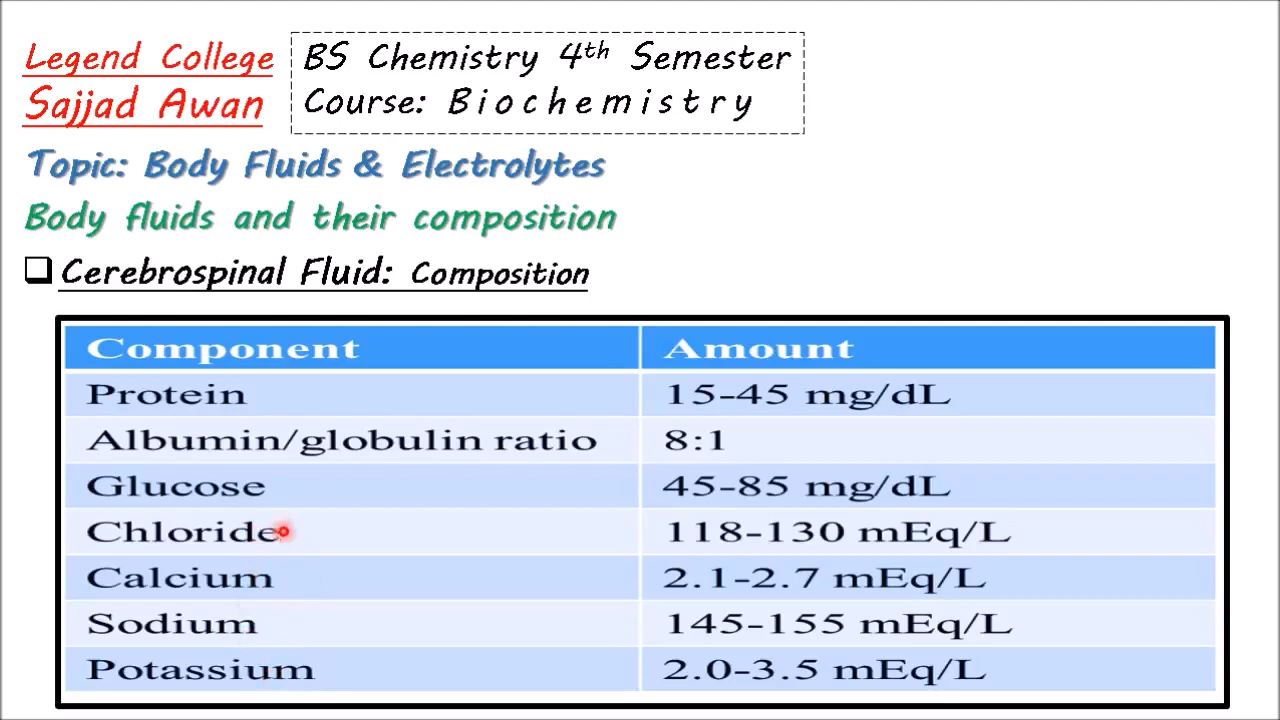 Legend College
Sajjad Awan
BS Chemistry 4th Semester
Course: Biochemistry
Topic: Body Fluids & Electrolytes
Body fluids and their composition
❑ Cerebrospinal Fluid: Composition
Component Amount
Protein 15-45 mg/dL
Albumin/globulin ratio 8:1
Glucose 45-85 mg/dL
Chloride 118-130 mEq/L
Calcium 2.1-2.7 mEq/L
Sodium 145-155 mEq/L
Potassium 2.0-3.5 mEq/L